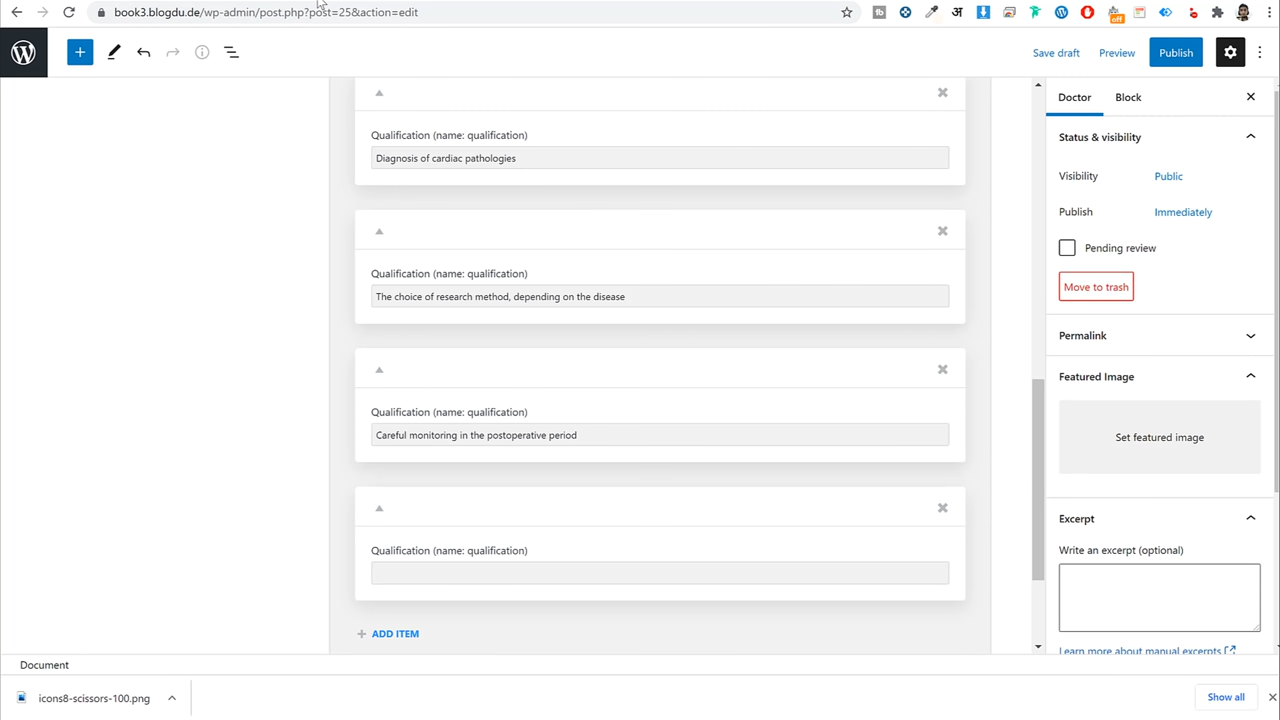 book3.blogdu.de/wp-admin/post.php?post=25&action=edit
अ
off
Save draft
Preview
Publish
Qualification (name: qualification)
Diagnosis of cardiac pathologies
Qualification (name: qualification)
The choice of research method, depending on the disease
Qualification (name: qualification)
Careful monitoring in the postoperative period
Qualification (name: qualification)
+ ADD ITEM
Doctor
Block
Status & visibility
Visibility
Public
Publish
Immediately
Pending review
Move to trash
Permalink
Featured Image
Set featured image
Excerpt
Write an excerpt (optional)
Learn more about manual excerpts
Document
icons8-scissors-100.png
Show all